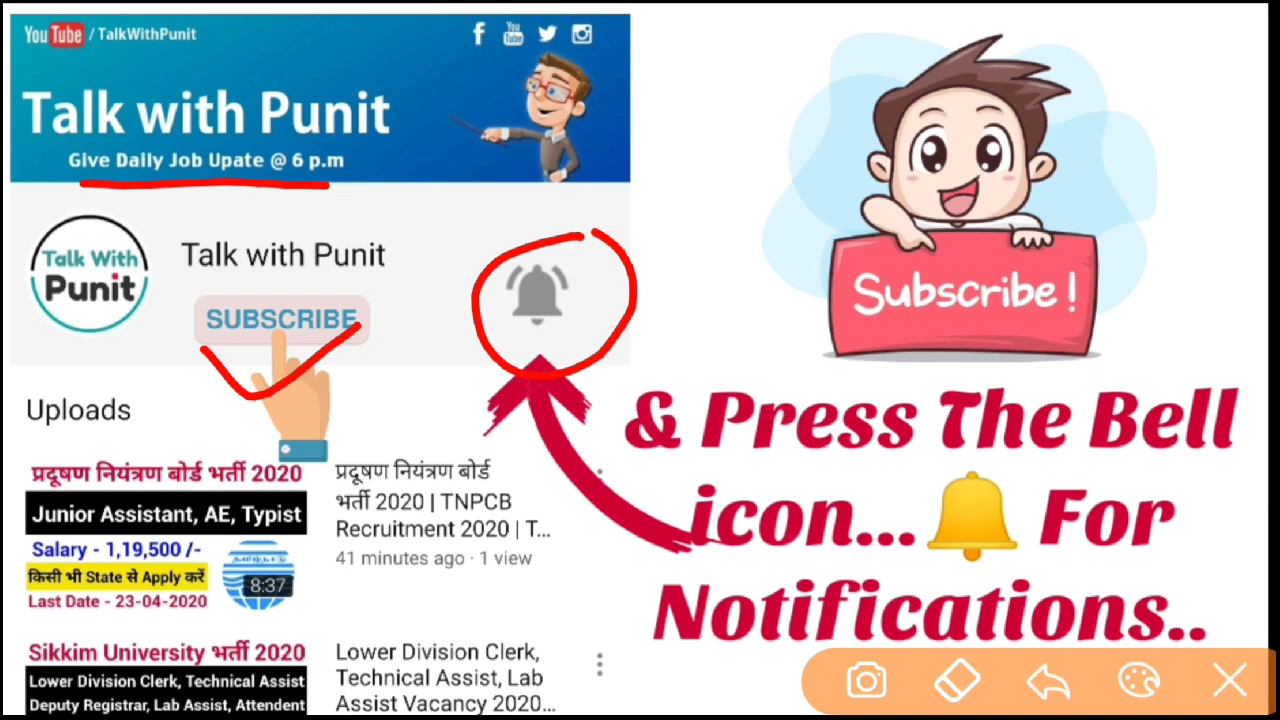 YouTube / TalkWithPunit
You Tube
Talk with Punit
Give Daily Job Upate @ 6 p.m
Talk With
Punit
Talk with Punit
SUBSCRIBE
Uploads
प्रदूषण नियंत्रण बोर्ड भर्ती 2020
Junior Assistant, AE, Typist
Salary - 1,19,500 /-
किसी भी State से Apply करें
Last Date - 23-04-2020
8:37
प्रदूषण नियंत्रण बोर्ड
भर्ती 2020 | TNPCB
Recruitment 2020 | T...
41 minutes ago · 1 view
Sikkim University भर्ती 2020
Lower Division Clerk, Technical Assist
Deputy Registrar, Lab Assist, Attendent
Lower Division Clerk,
Technical Assist, Lab
Assist Vacancy 2020...
Subscribe !
& Press The Bell
icon... For
Notifications..